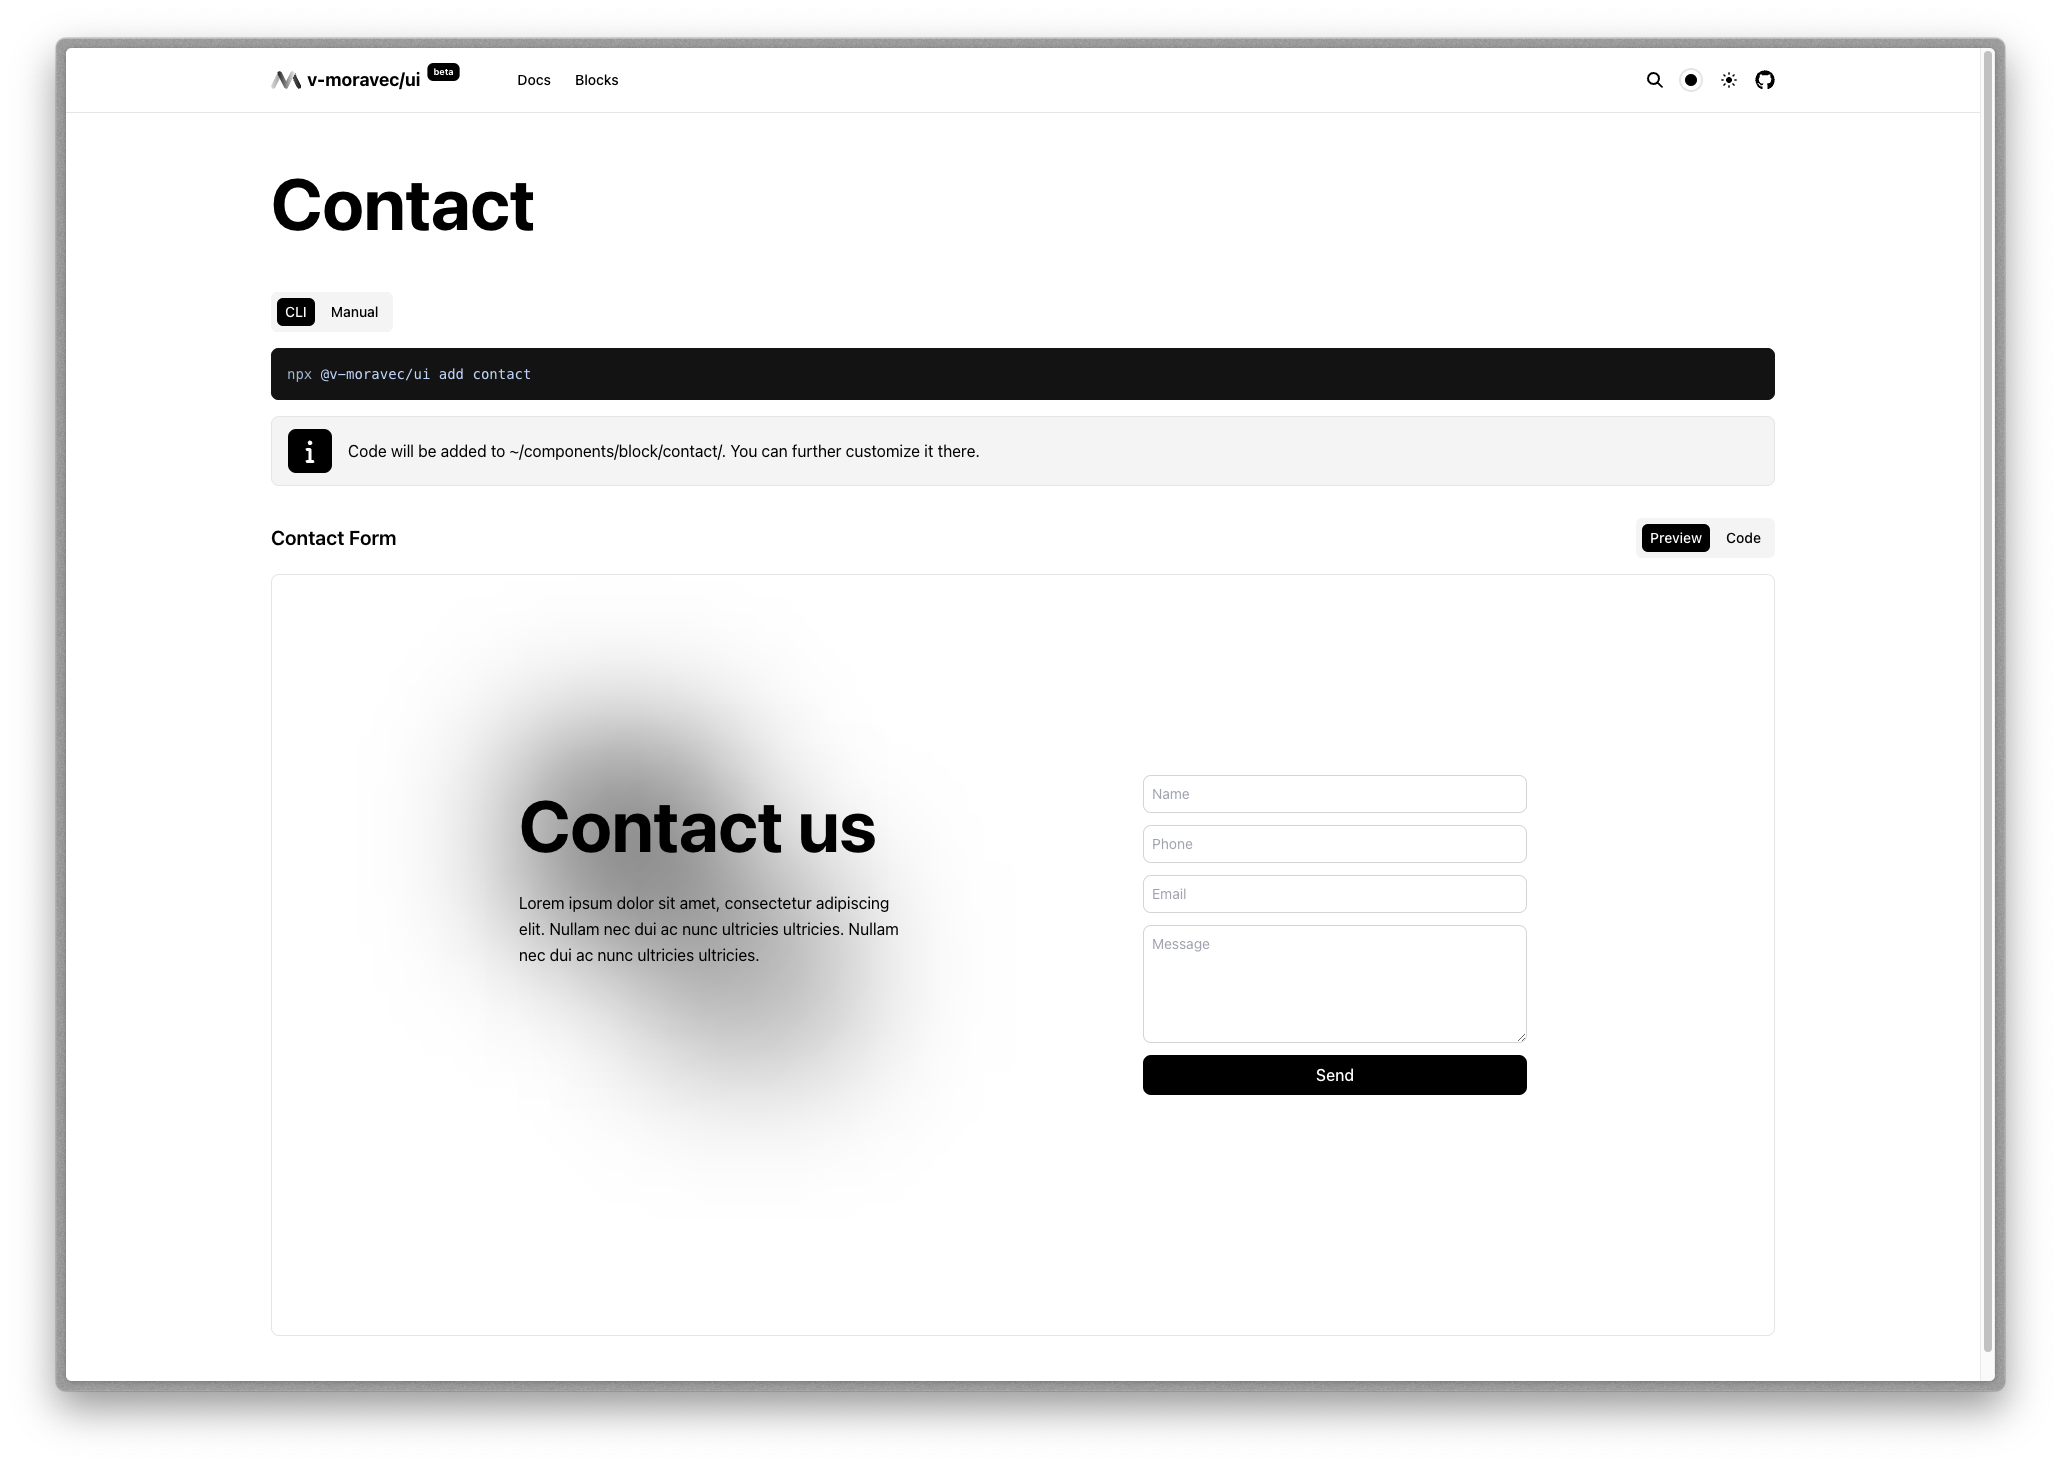 v-moravec/ui beta Docs Blocks
Contact
CLI Manual
npx @v-moravec/ui add contact
i Code will be added to ~/components/block/contact/. You can further customize it there.
Contact Form Preview Code
Contact us
Lorem ipsum dolor sit amet, consectetur adipiscing
elit. Nullam nec dui ac nunc ultricies ultricies. Nullam
nec dui ac nunc ultricies ultricies.
Name
Phone
Email
Message
Send